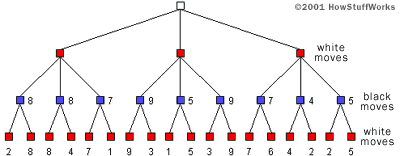 ©2001 HowStuffWorks
white
moves
8 8 7 9 5 9 7 4 5
black
moves
white
moves
2 8 8 4 7 1 9 3 1 5 3 9 7 6 4 2 2 5